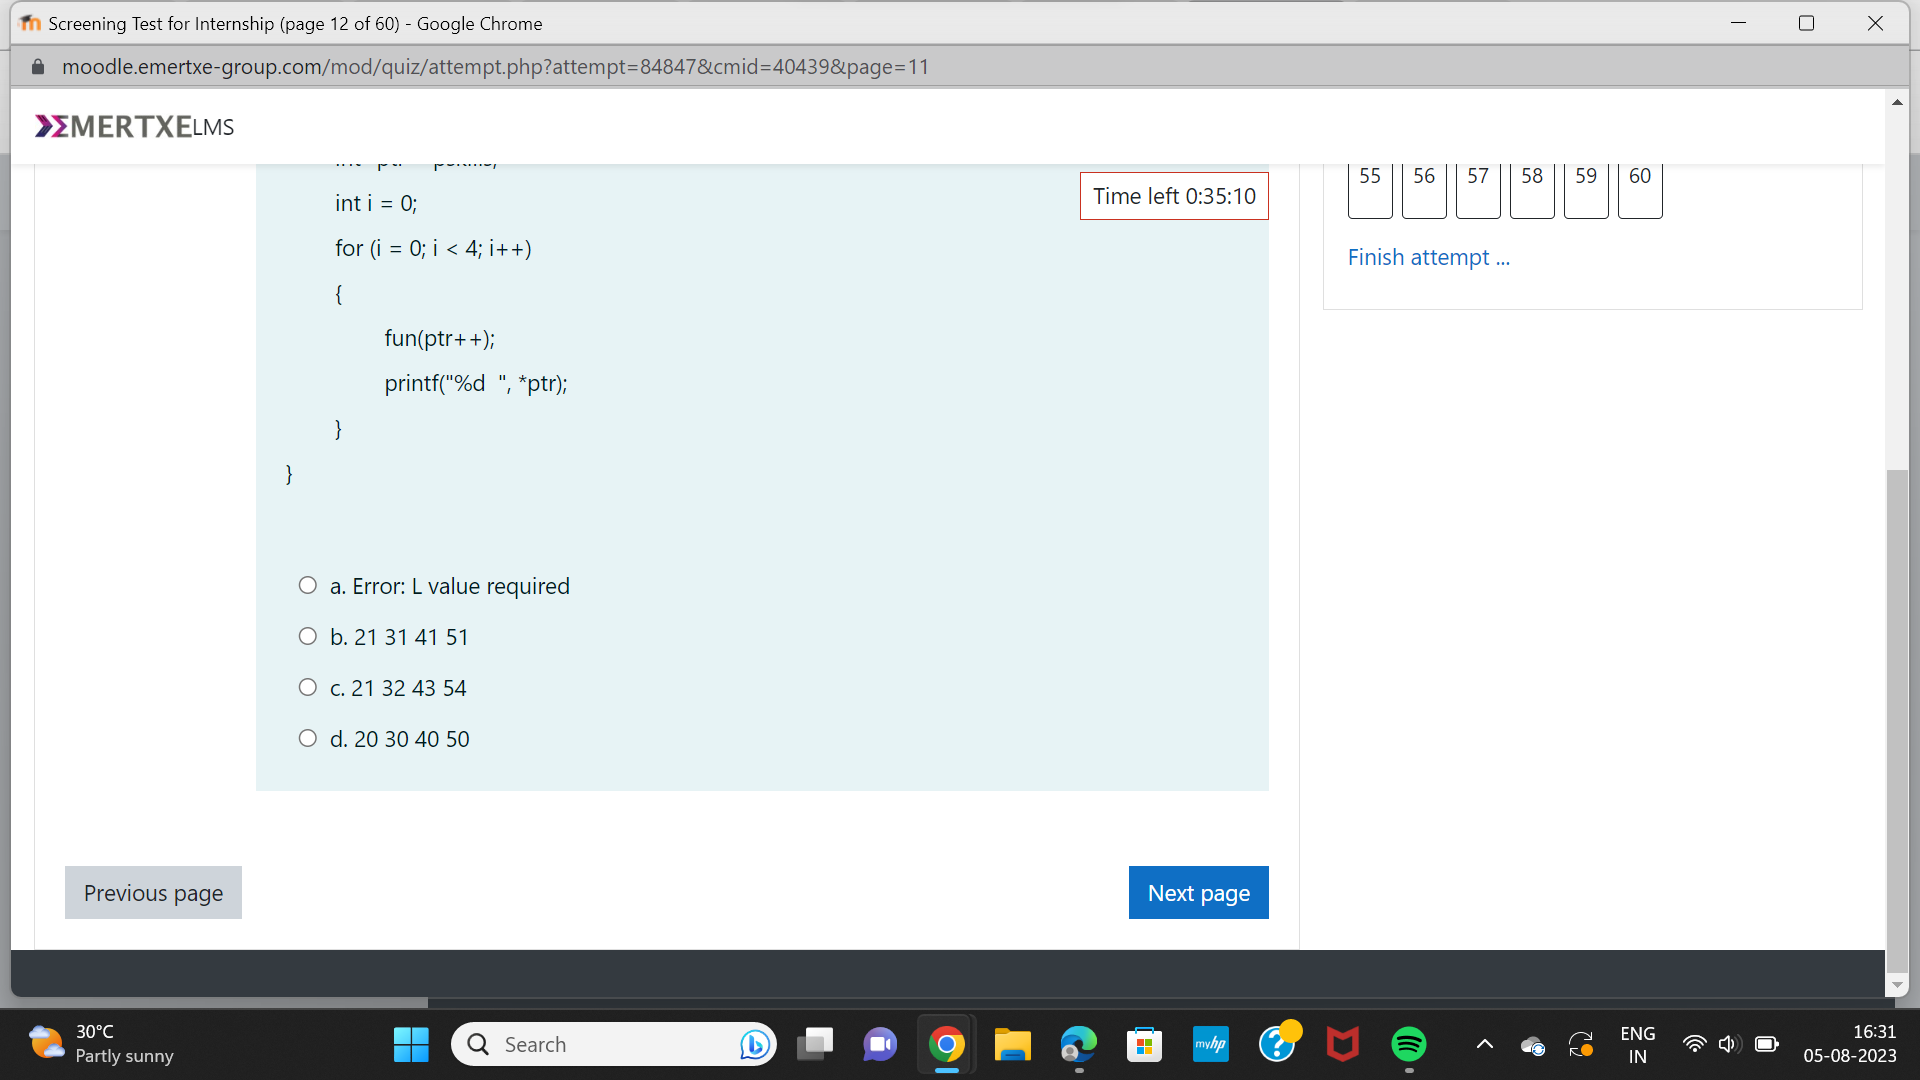 Screening Test for Internship (page 12 of 60) - Google Chrome
moodle.emertxe-group.com/mod/quiz/attempt.php?attempt=84847&cmid=40439&page=11
EMERTXE LMS
int i = 0;
for (i = 0; i < 4; i++)
{
fun(ptr++);
printf("%d  ", *ptr);
}
}
Time left 0:35:10
a. Error: L value required
b. 21 31 41 51
c. 21 32 43 54
d. 20 30 40 50
Previous page
Next page
55 56 57 58 59 60
Finish attempt ...
30°C
Partly sunny
Search
myhp
ENG
IN
16:31
05-08-2023